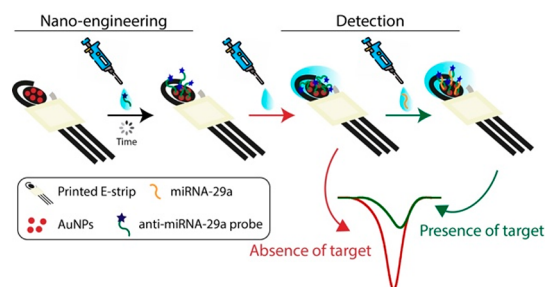 Nano-engineering
Detection
Time
Printed E-strip
miRNA-29a
AuNPs
anti-miRNA-29a probe
Absence of target
Presence of target